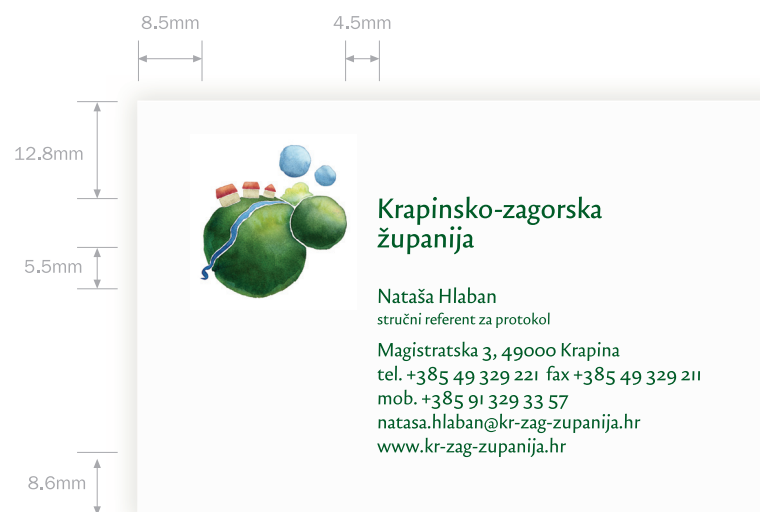 8.5mm
4.5mm
12.8mm
Krapinsko-zagorska
županija
5.5mm
Nataša Hlaban
stručni referent za protokol
Magistratska 3, 49000 Krapina
tel. +385 49 329 221 fax +385 49 329 211
mob. +385 91 329 33 57
natasa.hlaban@kr-zag-zupanija.hr
www.kr-zag-zupanija.hr
8.6mm